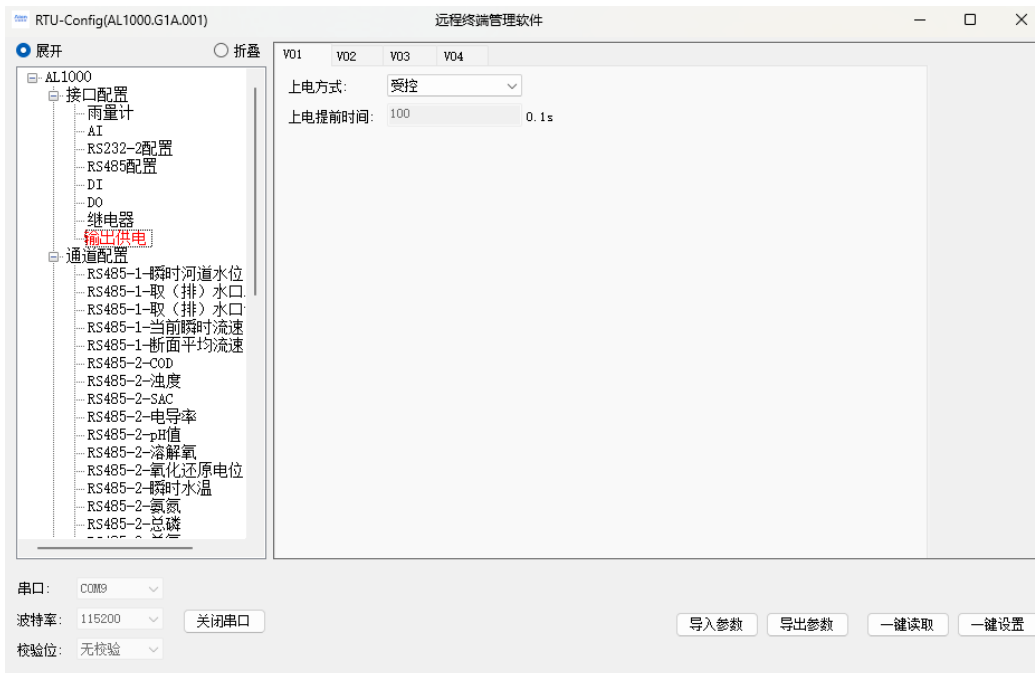 RTU-Config(AL1000.G1A.001)
远程终端管理软件
展开
折叠
AL1000
接口配置
雨量计
AI
RS232-2配置
RS485配置
DI
DO
继电器
输出供电
通道配置
RS485-1-瞬时河道水位
RS485-1-取（排）水口
RS485-1-取（排）水口
RS485-1-当前瞬时流速
RS485-1-断面平均流速
RS485-2-COD
RS485-2-浊度
RS485-2-SAC
RS485-2-电导率
RS485-2-pH值
RS485-2-溶解氧
RS485-2-氧化还原电位
RS485-2-瞬时水温
RS485-2-氨氮
RS485-2-总磷
VO1
VO2
VO3
VO4
上电方式:
受控
上电提前时间:
100
0.1s
串口:
COM9
波特率:
115200
关闭串口
校验位:
无校验
导入参数
导出参数
一键读取
一键设置